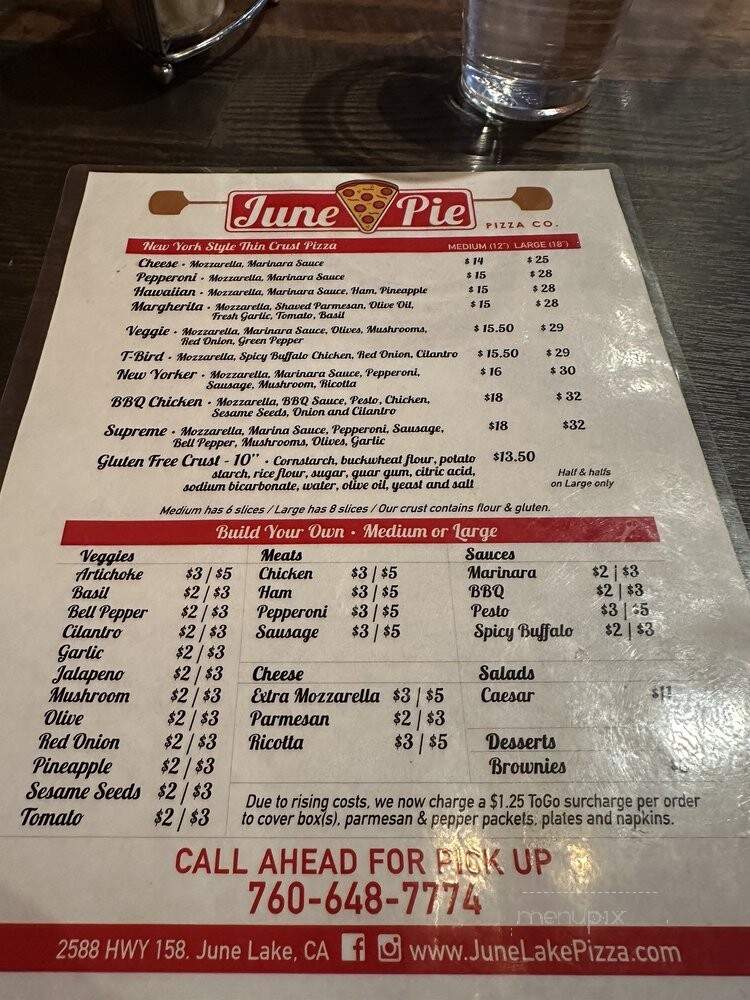 June Pie PIZZA CO.
New York Style Thin Crust Pizza MEDIUM (12") LARGE (18")
Cheese • Mozzarella, Marinara Sauce $14 $25
Pepperoni • Mozzarella, Marinara Sauce $15 $28
Hawaiian • Mozzarella, Marinara Sauce, Ham, Pineapple $15 $28
Margherita • Mozzarella, Shaved Parmesan, Olive Oil, $15 $28
Fresh Garlic, Tomato, Basil
Veggie • Mozzarella, Marinara Sauce, Olives, Mushrooms, $15.50 $29
Red Onion, Green Pepper
T-Bird • Mozzarella, Spicy Buffalo Chicken, Red Onion, Cilantro $15.50 $29
New Yorker • Mozzarella, Marinara Sauce, Pepperoni, $16 $30
Sausage, Mushroom, Ricotta
BBQ Chicken • Mozzarella, BBQ Sauce, Pesto, Chicken, $18 $32
Sesame Seeds, Onion and Cilantro
Supreme • Mozzarella, Marina Sauce, Pepperoni, Sausage, $18 $32
Bell Pepper, Mushrooms, Olives, Garlic
Gluten Free Crust - 10" • Cornstarch, buckwheat flour, potato $13.50
starch, rice flour, sugar, guar gum, citric acid,
sodium bicarbonate, water, olive oil, yeast and salt
Half & halfs
on Large only
Medium has 6 slices / Large has 8 slices / Our crust contains flour & gluten.
Build Your Own • Medium or Large
Veggies
Artichoke $3 / $5
Basil $2 / $3
Bell Pepper $2 / $3
Cilantro $2 / $3
Garlic $2 / $3
Jalapeno $2 / $3
Mushroom $2 / $3
Olive $2 / $3
Red Onion $2 / $3
Pineapple $2 / $3
Sesame Seeds $2 / $3
Tomato $2 / $3
Meats
Chicken $3 / $5
Ham $3 / $5
Pepperoni $3 / $5
Sausage $3 / $5
Cheese
Extra Mozzarella $3 / $5
Parmesan $2 / $3
Ricotta $3 / $5
Sauces
Marinara $2 | $3
BBQ $2 | $3
Pesto $3 | $5
Spicy Buffalo $2 | $3
Salads
Caesar $11
Desserts
Brownies
Due to rising costs, we now charge a $1.25 ToGo surcharge per order
to cover box(s), parmesan & pepper packets, plates and napkins.
CALL AHEAD FOR PICK UP
760-648-7774
menupix
2588 HWY 158. June Lake, CA www.JuneLakePizza.com